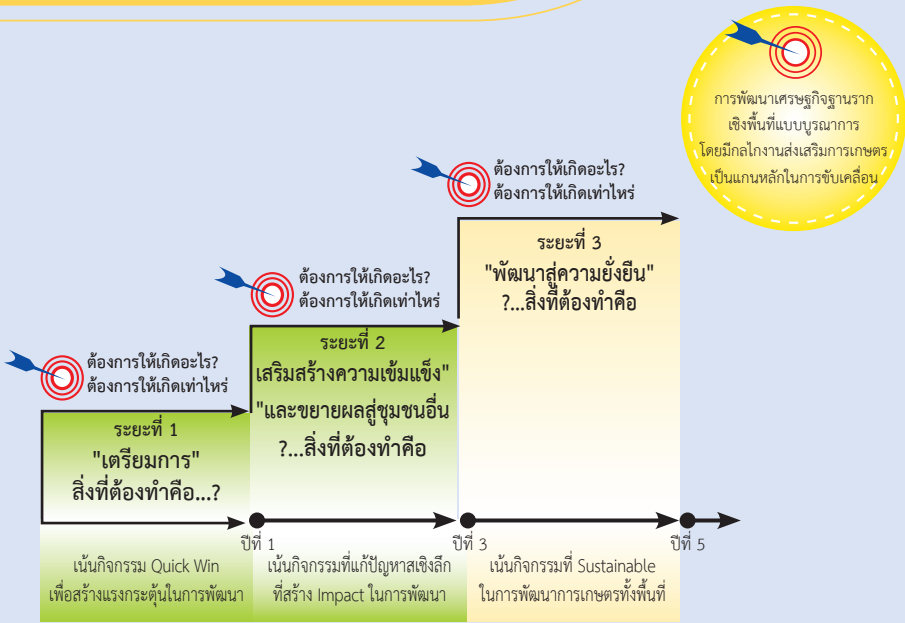 การพัฒนาเศรษฐกิจฐานราก
เชิงพื้นที่แบบบูรณาการ
โดยมีกลไกงานส่งเสริมการเกษตร
เป็นแกนหลักในการขับเคลื่อน
ต้องการให้เกิดอะไร?
ต้องการให้เกิดเท่าไหร่
ระยะที่ 3
"พัฒนาสู่ความยั่งยืน"
?...สิ่งที่ต้องทำคือ
ต้องการให้เกิดอะไร?
ต้องการให้เกิดเท่าไหร่
ระยะที่ 2
เสริมสร้างความเข้มแข็ง"
"และขยายผลสู่ชุมชนอื่น
?...สิ่งที่ต้องทำคือ
ต้องการให้เกิดอะไร?
ต้องการให้เกิดเท่าไหร่
ระยะที่ 1
"เตรียมการ"
สิ่งที่ต้องทำคือ...?
ปีที่ 1
ปีที่ 3
ปีที่ 5
เน้นกิจกรรม Quick Win
เพื่อสร้างแรงกระตุ้นในการพัฒนา
เน้นกิจกรรมที่แก้ปัญหาสเชิงลึก
ที่สร้าง Impact ในการพัฒนา
เน้นกิจกรรมที่ Sustainable
ในการพัฒนาการเกษตรทั้งพื้นที่